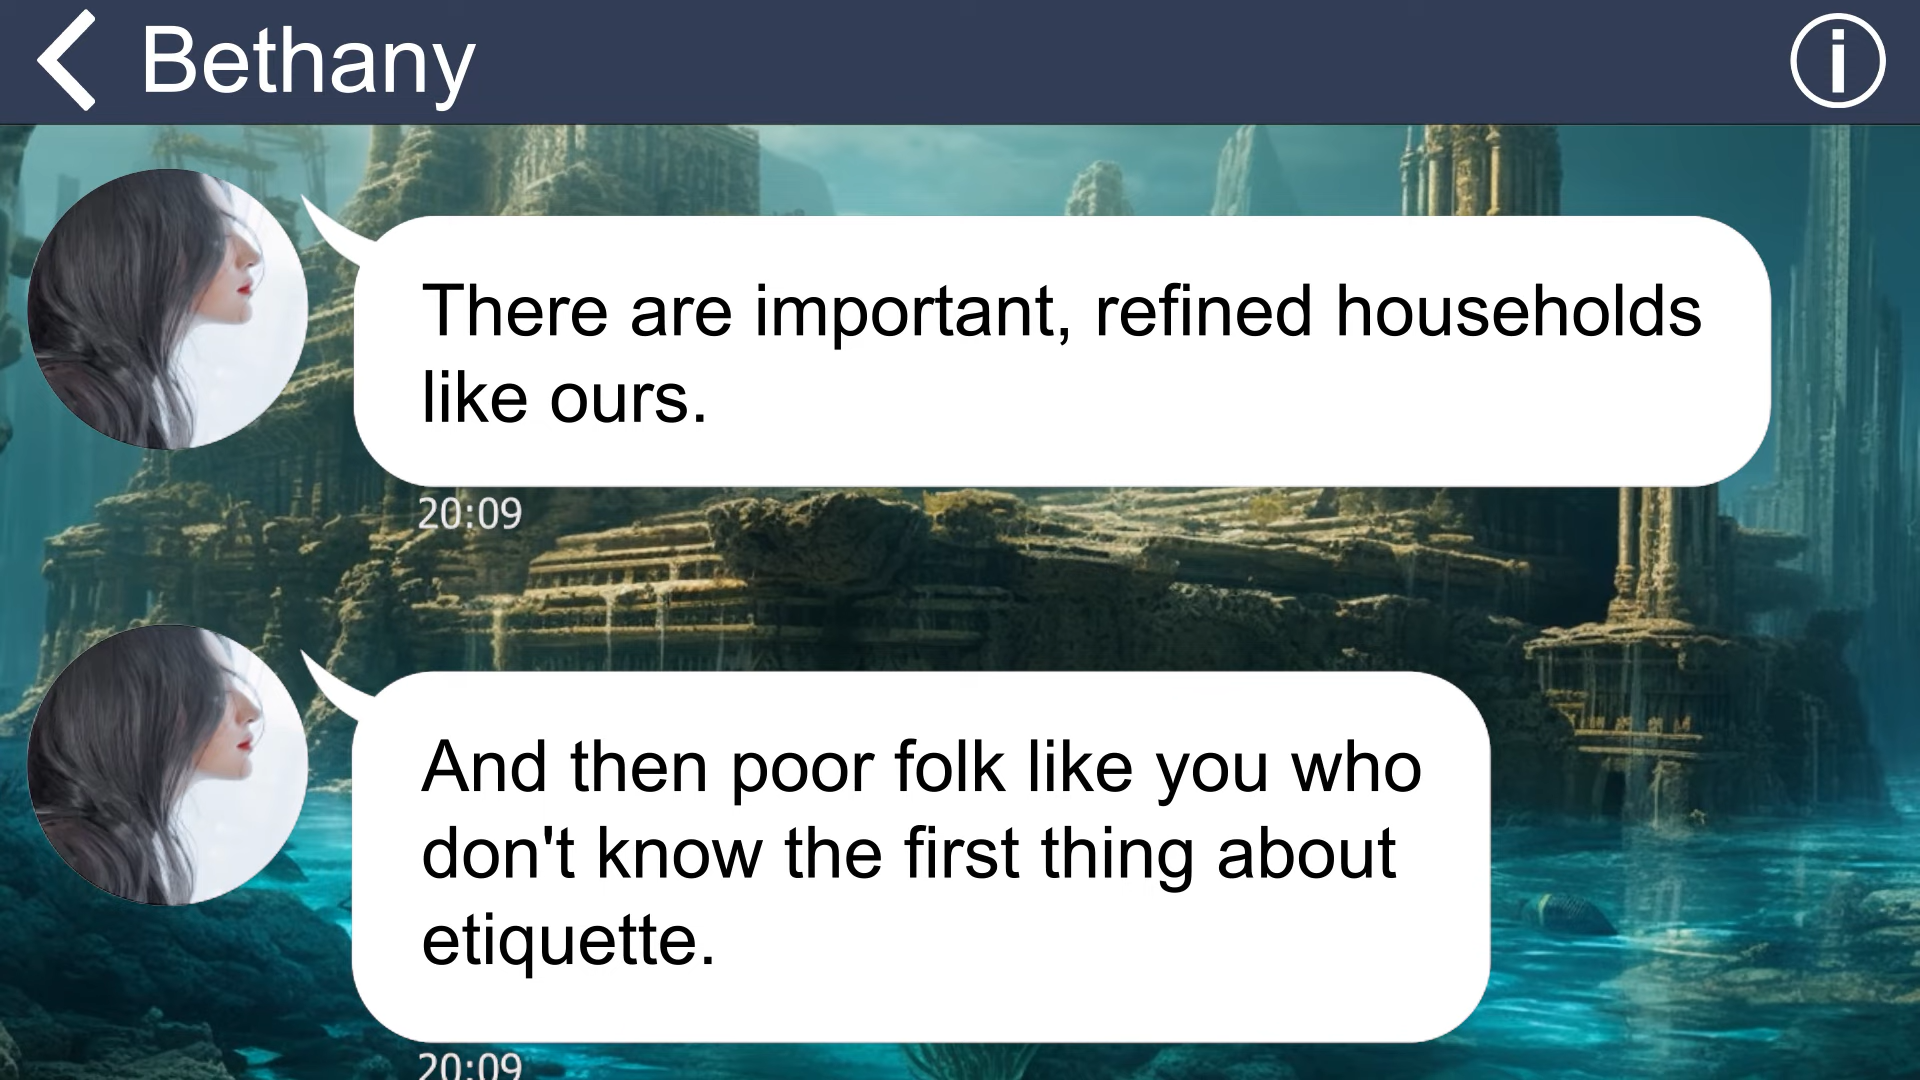 Bethany
There are important, refined households
like ours.
20:09
And then poor folk like you who
don't know the first thing about
etiquette.
20:09